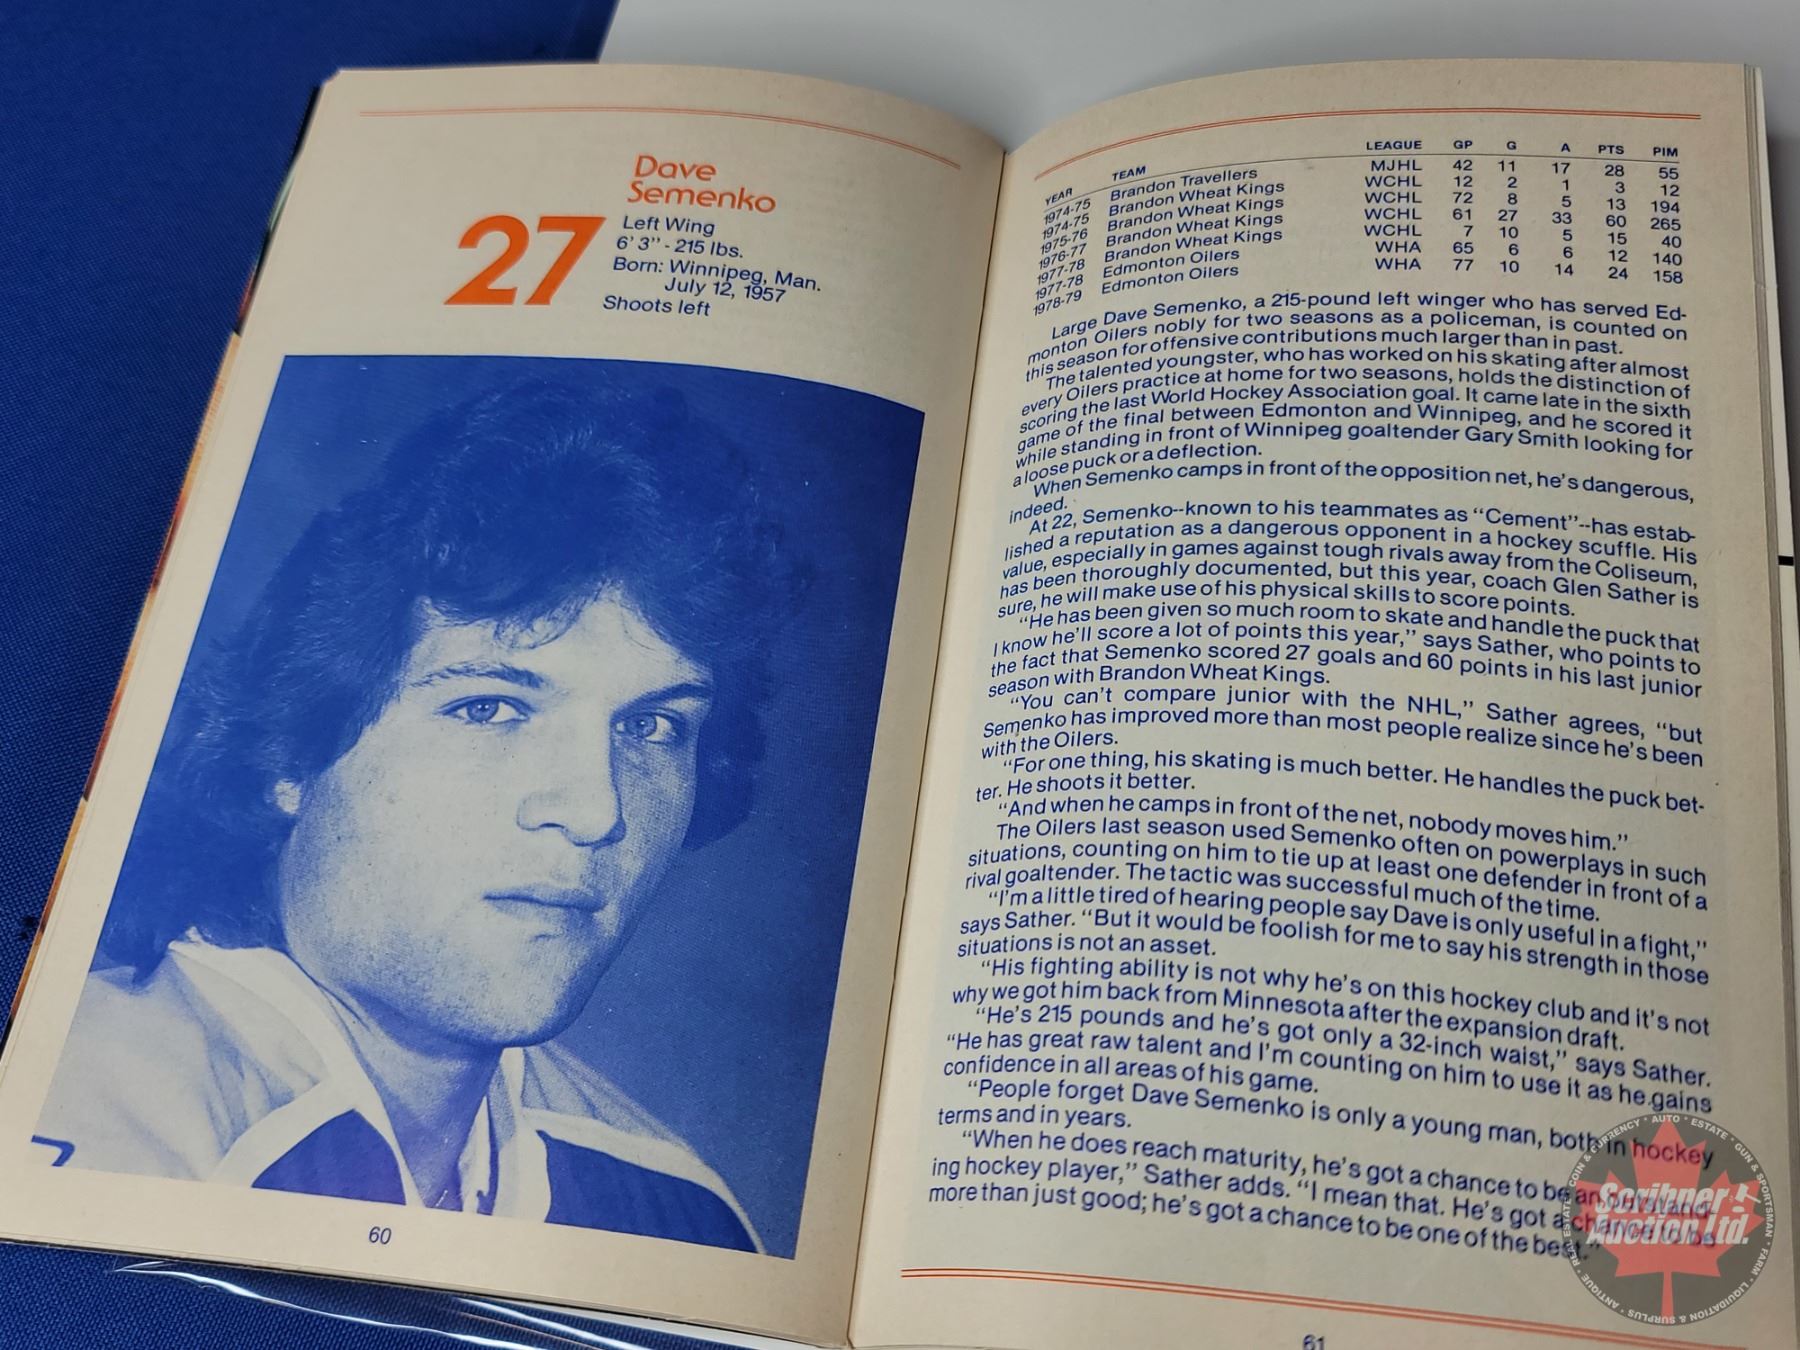 Dave
Semenko
27
Left Wing
6' 3" - 215 lbs.
Born: Winnipeg, Man.
July 12, 1957
Shoots left
60
YEAR TEAM LEAGUE GP G A PTS PIM
1974-75 Brandon Travellers MJHL 42 11 17 28 55
1974-75 Brandon Wheat Kings WCHL 12 2 1 3 12
1975-76 Brandon Wheat Kings WCHL 72 8 5 13 194
1976-77 Brandon Wheat Kings WCHL 61 27 33 60 265
1977-78 Brandon Wheat Kings WCHL 7 10 5 15 40
1977-78 Edmonton Oilers WHA 65 6 6 12 140
1978-79 Edmonton Oilers WHA 77 10 14 24 158
Large Dave Semenko, a 215-pound left winger who has served Ed-
monton Oilers nobly for two seasons as a policeman, is counted on
this season for offensive contributions much larger than in past.
The talented youngster, who has worked on his skating after almost
every Oilers practice at home for two seasons, holds the distinction of
scoring the last World Hockey Association goal. It came late in the sixth
game of the final between Edmonton and Winnipeg, and he scored it
while standing in front of Winnipeg goaltender Gary Smith looking for
a loose puck or a deflection.
When Semenko camps in front of the opposition net, he's dangerous,
indeed.
At 22, Semenko--known to his teammates as "Cement"--has estab-
lished a reputation as a dangerous opponent in a hockey scuffle. His
value, especially in games against tough rivals away from the Coliseum,
has been thoroughly documented, but this year, coach Glen Sather is
sure, he will make use of his physical skills to score points.
"He has been given so much room to skate and handle the puck that
I know he'll score a lot of points this year," says Sather, who points to
the fact that Semenko scored 27 goals and 60 points in his last junior
season with Brandon Wheat Kings.
"You can't compare junior with the NHL," Sather agrees, "but
Semenko has improved more than most people realize since he's been
with the Oilers.
"For one thing, his skating is much better. He handles the puck bet-
ter. He shoots it better.
"And when he camps in front of the net, nobody moves him."
The Oilers last season used Semenko often on powerplays in such
situations, counting on him to tie up at least one defender in front of a
rival goaltender. The tactic was successful much of the time.
"I'm a little tired of hearing people say Dave is only useful in a fight,"
says Sather. "But it would be foolish for me to say his strength in those
situations is not an asset.
"His fighting ability is not why he's on this hockey club and it's not
why we got him back from Minnesota after the expansion draft.
"He's 215 pounds and he's got only a 32-inch waist," says Sather.
"He has great raw talent and I'm counting on him to use it as he gains
confidence in all areas of his game.
"People forget Dave Semenko is only a young man, both in hockey
terms and in years.
"When he does reach maturity, he's got a chance to be an outstand-
ing hockey player," Sather adds. "I mean that. He's got a chance to be
more than just good; he's got a chance to be one of the best."
61
Scribner
Auction Ltd.
REAL ESTATE · COIN & CURRENCY · AUTO · ESTATE · GUN & SPORTSMAN · FARM · LIQUIDATION & SURPLUS · ANTIQUE